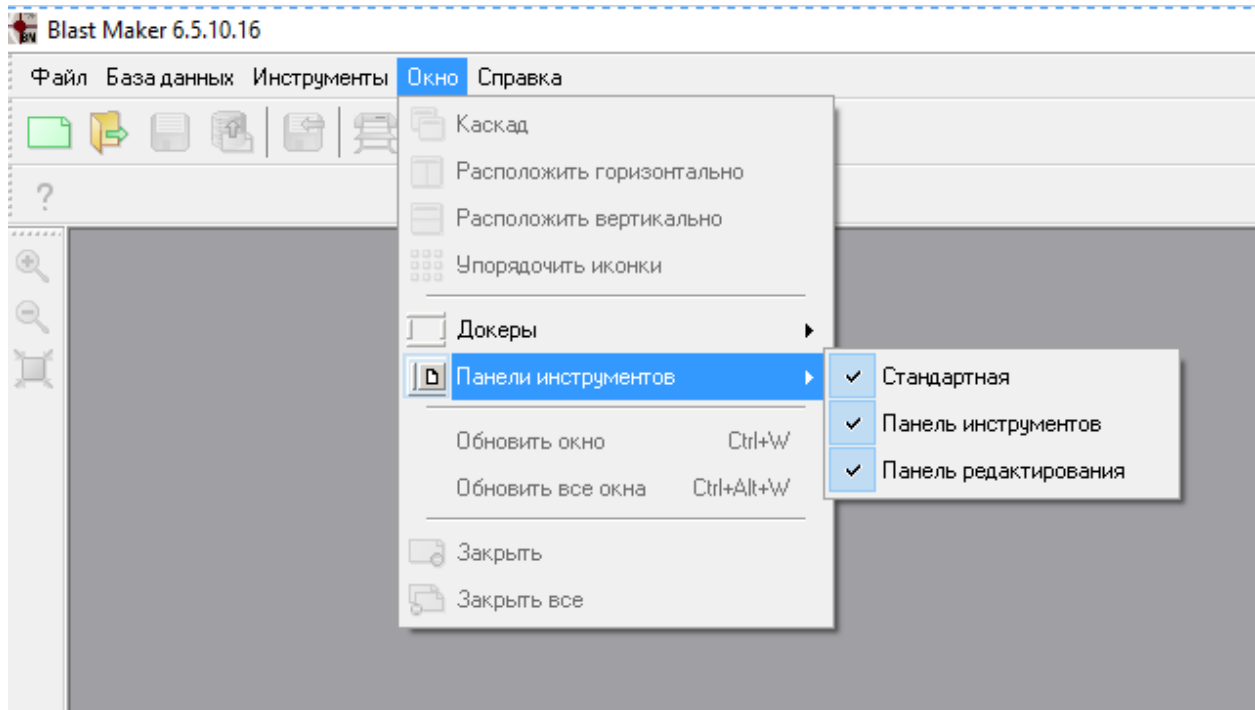 Blast Maker 6.5.10.16
Файл База данных Инструменты Окно Справка
Каскад
Расположить горизонтально
?
Расположить вертикально
Упорядочить иконки
Докеры
Панели инструментов
Стандартная
Панель инструментов
Обновить окно Ctrl+W
Панель редактирования
Обновить все окна Ctrl+Alt+W
Закрыть
Закрыть все